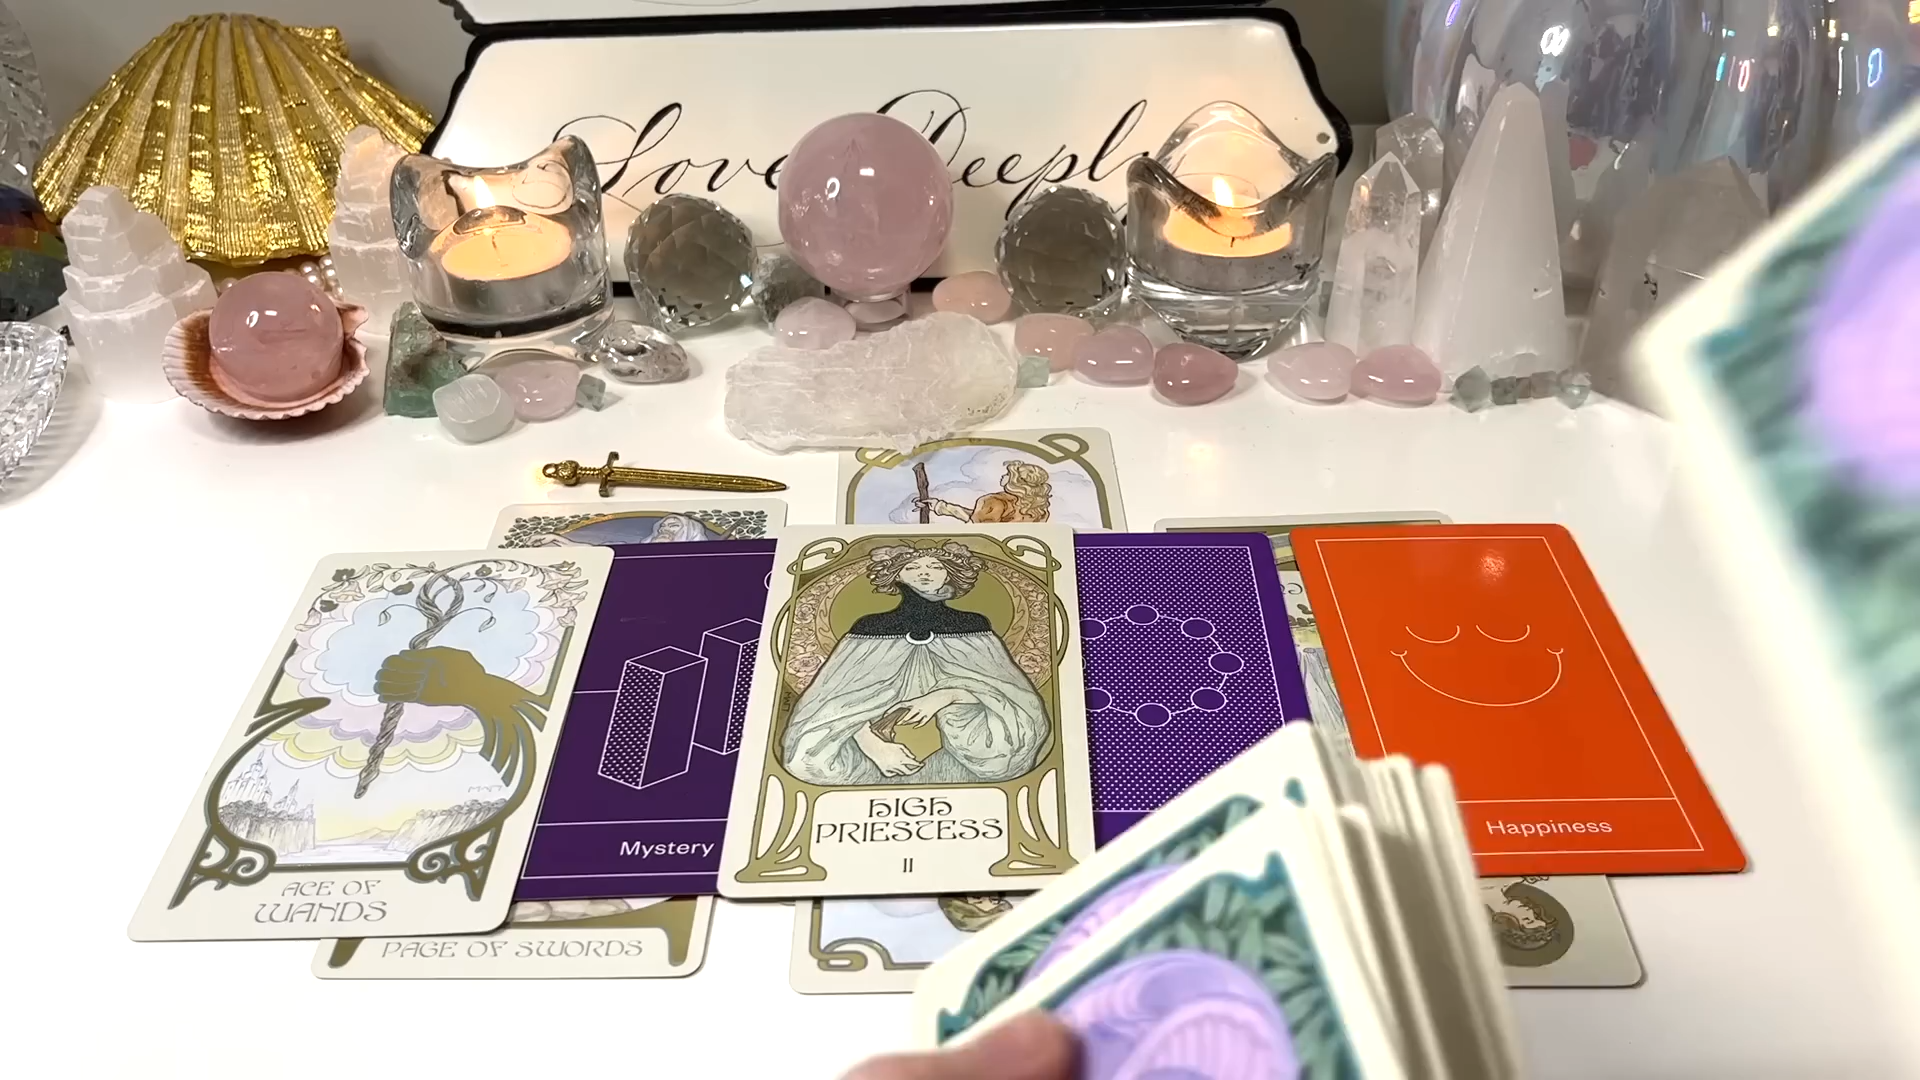 Love Deeply
Happiness
Mystery
HIGH
PRIESTESS
II
ACE OF
WANDS
PAGE OF SWORDS